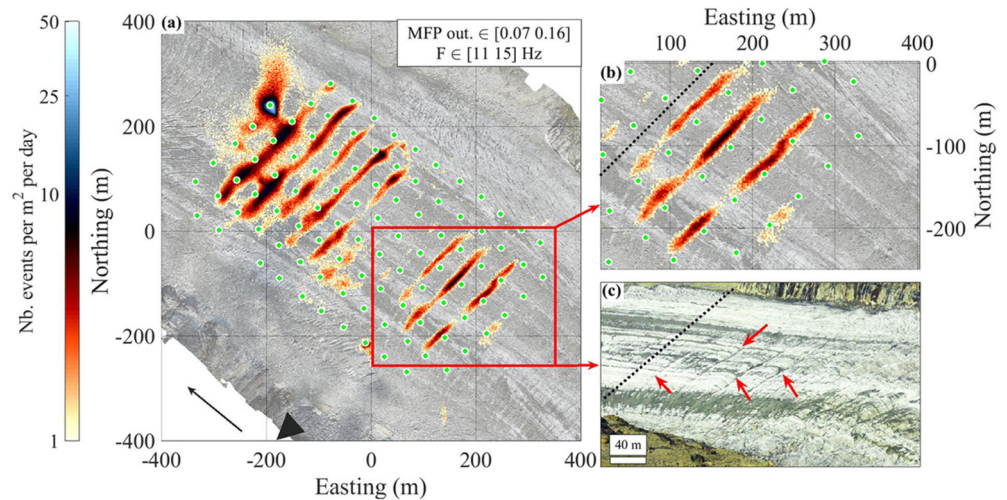 (a)
MFP out. ∈ [0.07 0.16]
F ∈ [11 15] Hz
Nb. events per m² per day
50
25
10
5
1
Northing (m)
400
200
0
-200
-400
-400
-200
0
200
400
Easting (m)
Easting (m)
100
200
300
400
(b)
0
-100
-200
Northing (m)
(c)
40 m